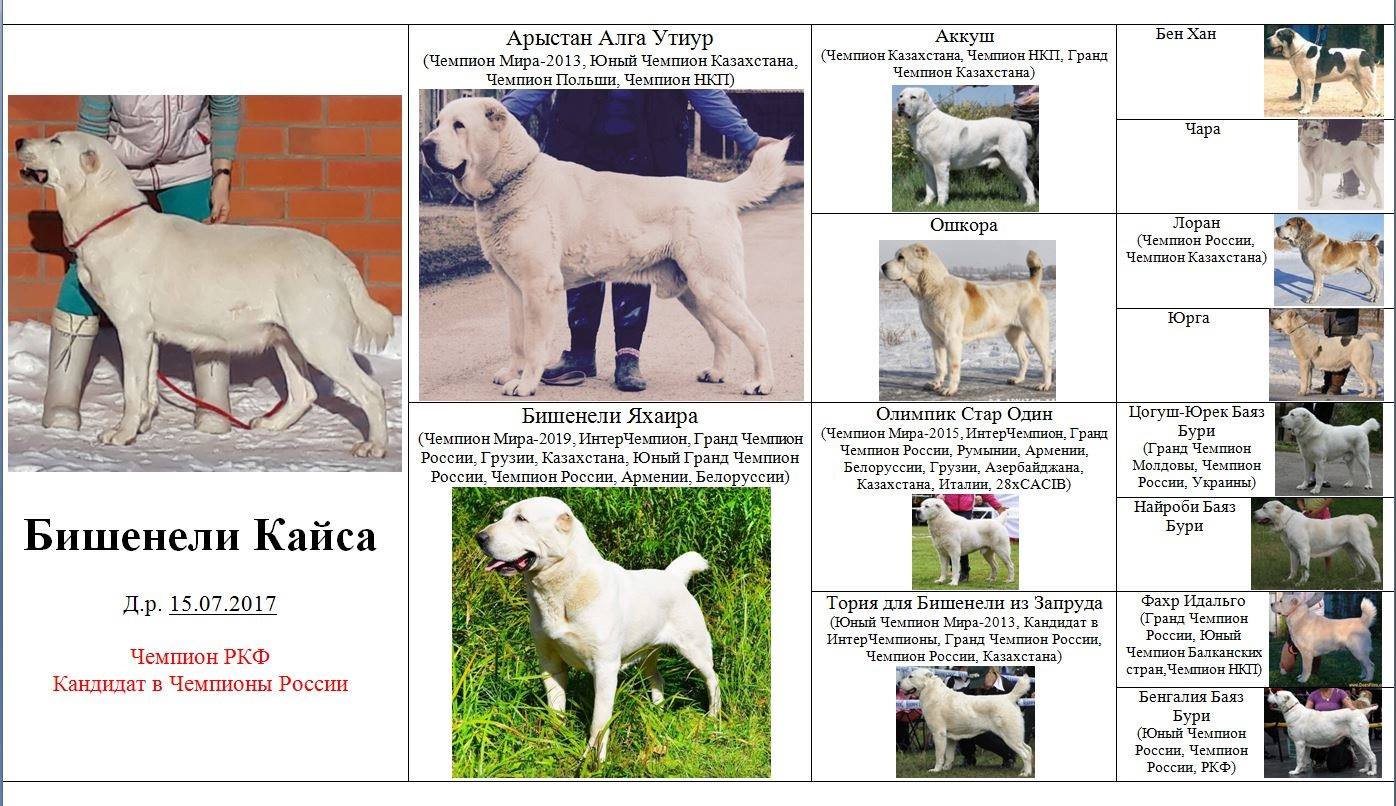 Бишенели Кайса
Д.р. 15.07.2017
Чемпион РКФ
Кандидат в Чемпионы России
Арыстан Алга Утиур
(Чемпион Мира-2013, Юный Чемпион Казахстана,
Чемпион Польши, Чемпион НКП)
Бишенели Яхаира
(Чемпион Мира-2019, ИнтерЧемпион, Гранд Чемпион
России, Грузии, Казахстана, Юный Гранд Чемпион
России, Чемпион России, Армении, Белоруссии)
Аккуш
(Чемпион Казахстана, Чемпион НКП, Гранд
Чемпион Казахстана)
Ошкора
Олимпик Стар Один
(Чемпион Мира-2015, ИнтерЧемпион, Гранд
Чемпион России, Румынии, Армении,
Белоруссии, Грузии, Азербайджана,
Казахстана, Италии, 28хCACIB)
Тория для Бишенели из Запруда
(Юный Чемпион Мира-2013, Кандидат в
ИнтерЧемпионы, Гранд Чемпион России,
Чемпион России, Казахстана)
Бен Хан
Чара
Лоран
(Чемпион России,
Чемпион Казахстана)
Юрга
Цогуш-Юрек Баяз
Бури
(Гранд Чемпион
Молдовы, Чемпион
России, Украины)
Найроби Баяз
Бури
Фахр Идальго
(Гранд Чемпион
России, Юный
Чемпион Балканских
стран,Чемпион НКП)
Бенгалия Баяз
Бури
(Юный Чемпион
России, Чемпион
России, РКФ)